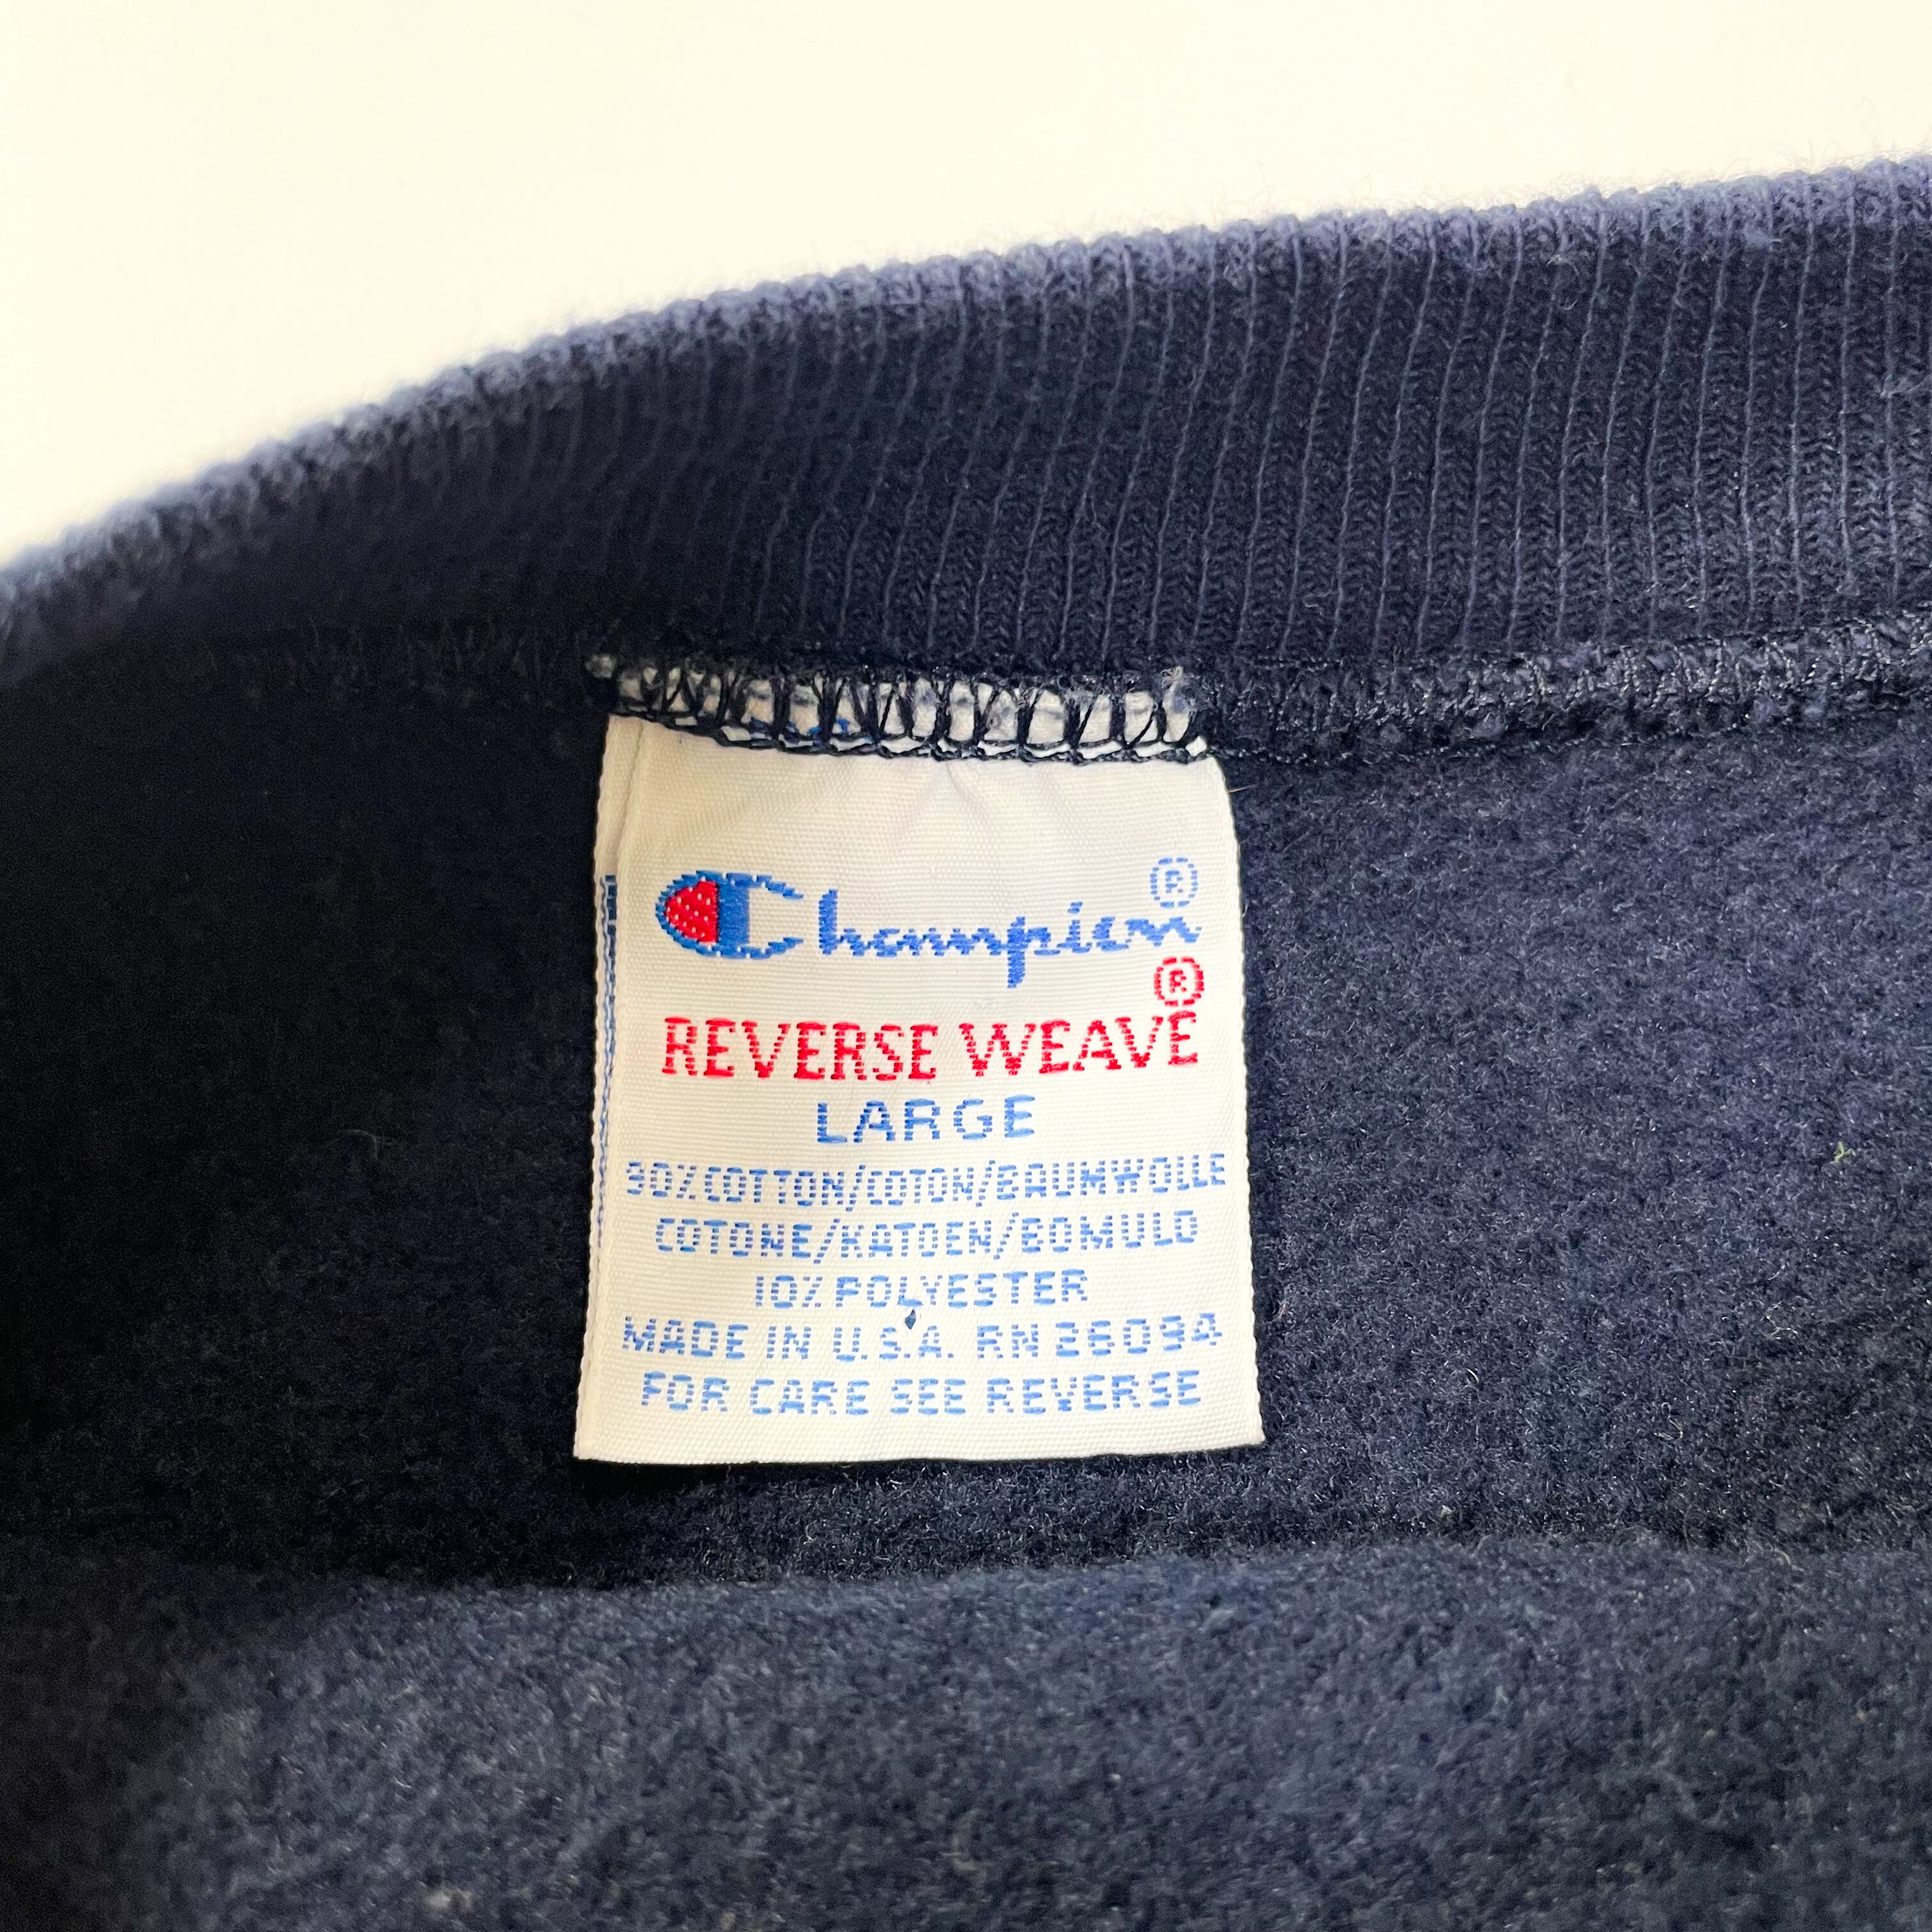 Champion®
REVERSE WEAVE®
LARGE
90% COTTON/COTON/BAUMWOLLE
COTONE/KATOEN/BOMULD
10% POLYESTER
MADE IN U.S.A. RN 26094
FOR CARE SEE REVERSE